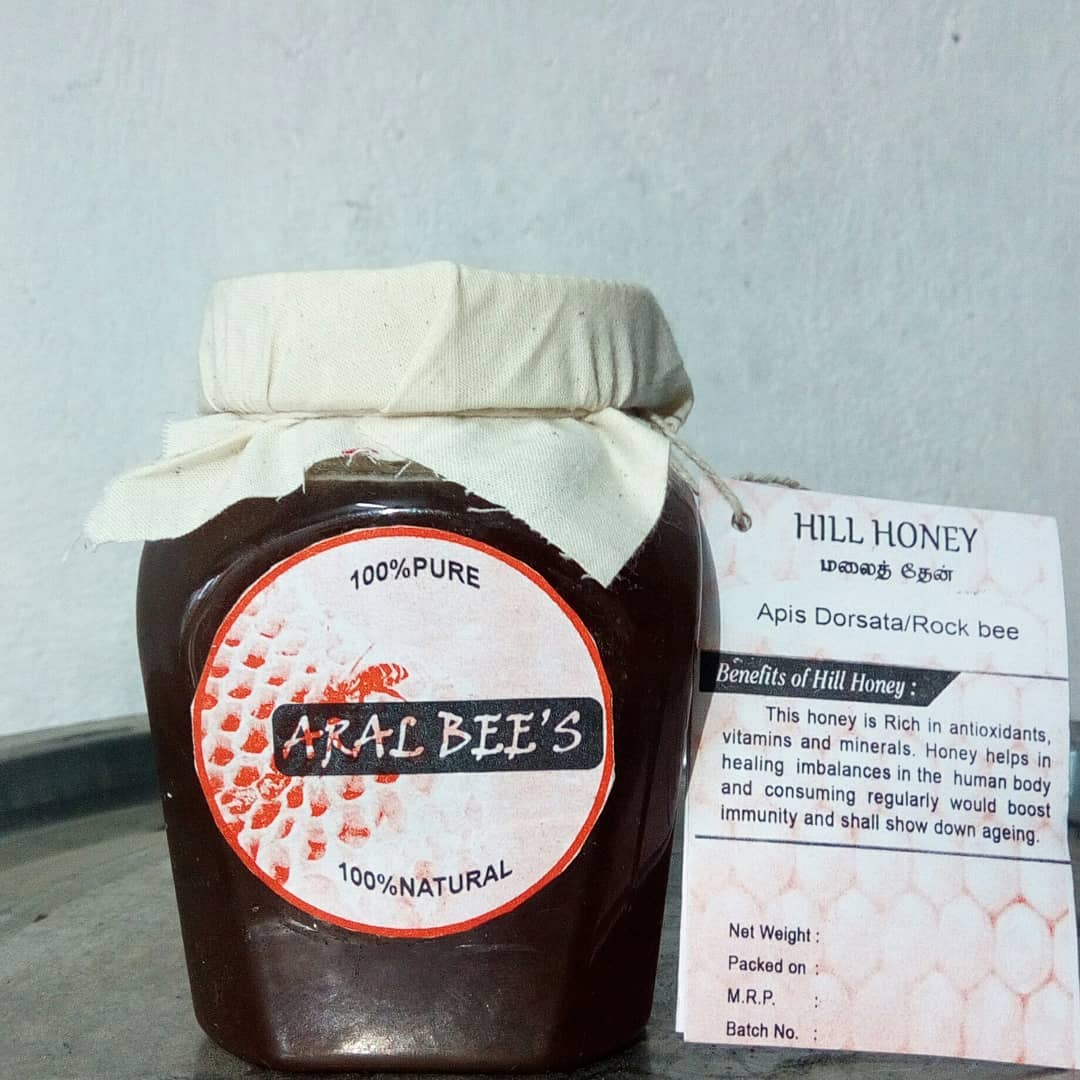 100%PURE
ARAL BEE'S
100%NATURAL
HILL HONEY
மலைத் தேன்
Apis Dorsata/Rock bee
Benefits of Hill Honey :
This honey is Rich in antioxidants,
vitamins and minerals. Honey helps in
healing imbalances in the human body
and consuming regularly would boost
immunity and shall show down ageing.
Net Weight :
Packed on :
M.R.P. :
Batch No. :